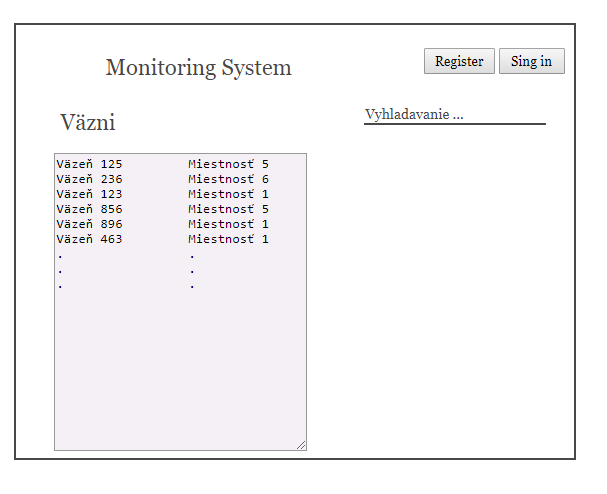 Monitoring System
Register
Sing in
Väzni
Vyhladavanie ...
Väzeň 125 Miestnosť 5
Väzeň 236 Miestnosť 6
Väzeň 123 Miestnosť 1
Väzeň 856 Miestnosť 5
Väzeň 896 Miestnosť 1
Väzeň 463 Miestnosť 1
. .
. .
. .